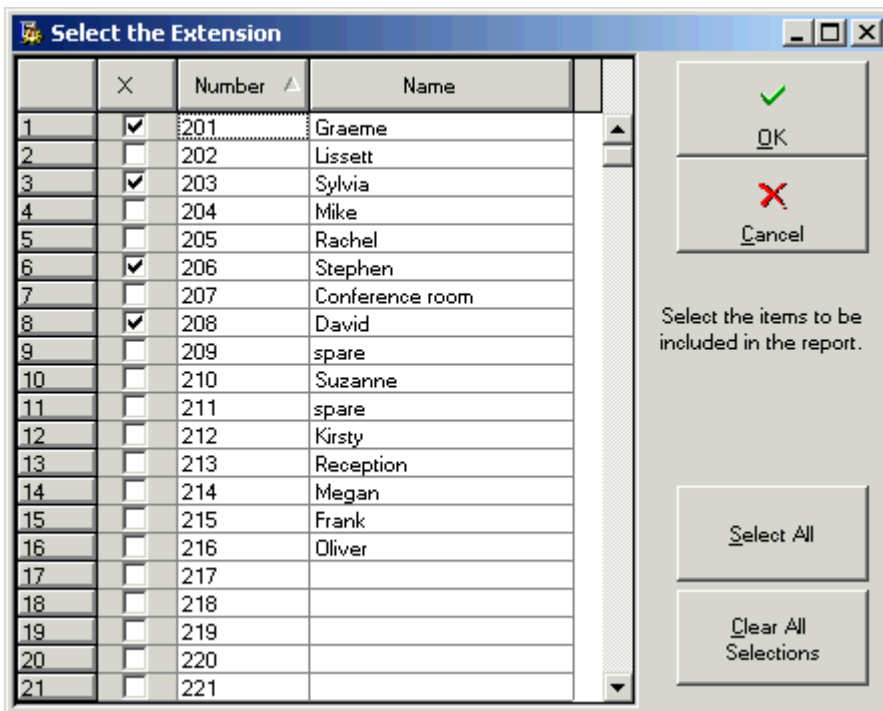 Select the Extension
X Number Name
1 201 Graeme
2 202 Lissett
3 203 Sylvia
4 204 Mike
5 205 Rachel
6 206 Stephen
7 207 Conference room
8 208 David
9 209 spare
10 210 Suzanne
11 211 spare
12 212 Kirsty
13 213 Reception
14 214 Megan
15 215 Frank
16 216 Oliver
17 217
18 218
19 219
20 220
21 221
OK
Cancel
Select the items to be
included in the report.
Select All
Clear All
Selections